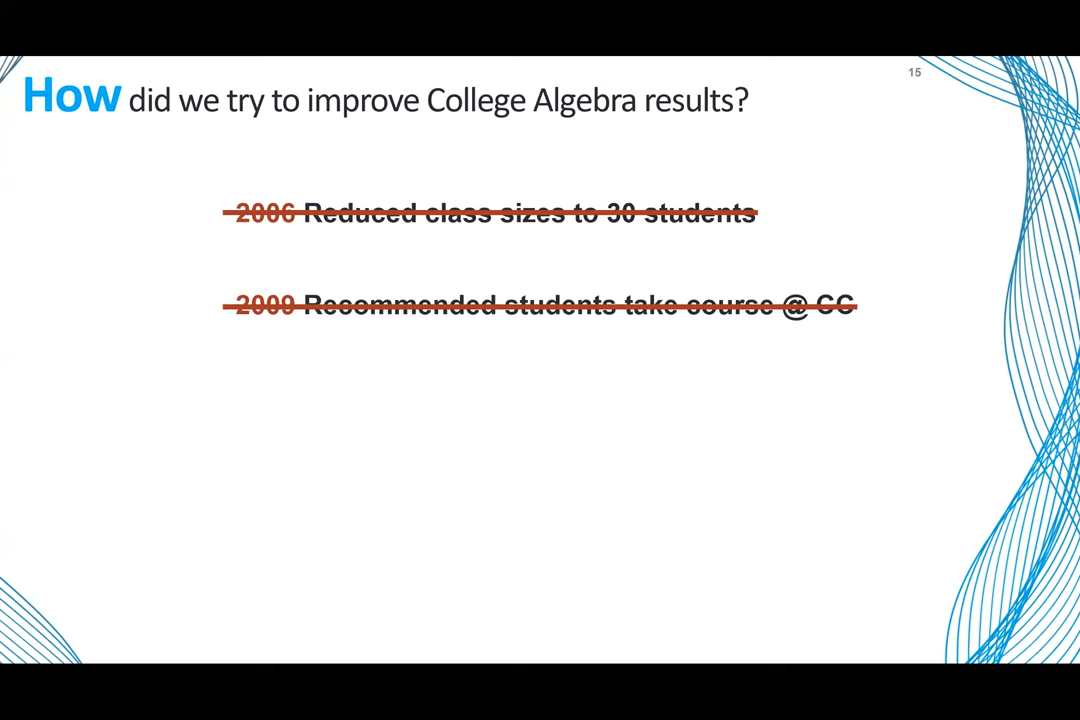 15
How did we try to improve College Algebra results?
2006 Reduced class sizes to 30 students
2009 Recommended students take course @ CC